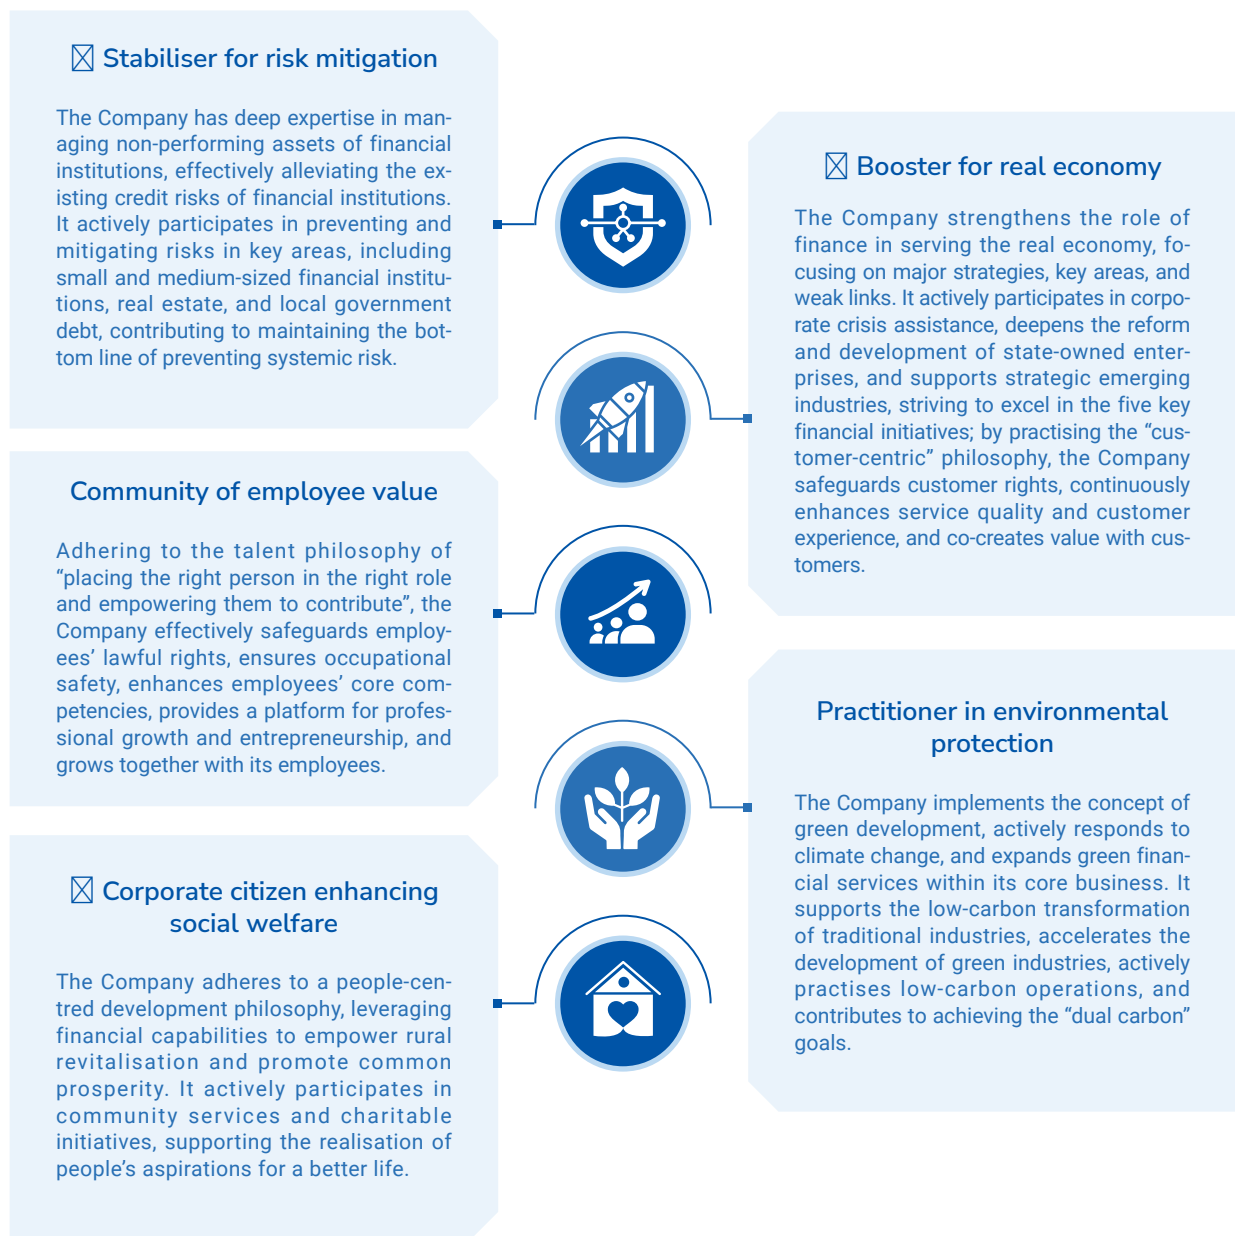 Stabiliser for risk mitigation
The Company has deep expertise in man-
aging non-performing assets of financial
institutions, effectively alleviating the ex-
isting credit risks of financial institutions.
It actively participates in preventing and
mitigating risks in key areas, including
small and medium-sized financial institu-
tions, real estate, and local government
debt, contributing to maintaining the bot-
tom line of preventing systemic risk.
Booster for real economy
The Company strengthens the role of
finance in serving the real economy, fo-
cusing on major strategies, key areas, and
weak links. It actively participates in corpo-
rate crisis assistance, deepens the reform
and development of state-owned enter-
prises, and supports strategic emerging
industries, striving to excel in the five key
financial initiatives; by practising the “cus-
tomer-centric” philosophy, the Company
safeguards customer rights, continuously
enhances service quality and customer
experience, and co-creates value with cus-
tomers.
Community of employee value
Adhering to the talent philosophy of
“placing the right person in the right role
and empowering them to contribute”, the
Company effectively safeguards employ-
ees’ lawful rights, ensures occupational
safety, enhances employees’ core com-
petencies, provides a platform for profes-
sional growth and entrepreneurship, and
grows together with its employees.
Practitioner in environmental
protection
The Company implements the concept of
green development, actively responds to
climate change, and expands green finan-
cial services within its core business. It
supports the low-carbon transformation
of traditional industries, accelerates the
development of green industries, actively
practises low-carbon operations, and
contributes to achieving the “dual carbon”
goals.
Corporate citizen enhancing
social welfare
The Company adheres to a people-cen-
tred development philosophy, leveraging
financial capabilities to empower rural
revitalisation and promote common
prosperity. It actively participates in
community services and charitable
initiatives, supporting the realisation of
people’s aspirations for a better life.